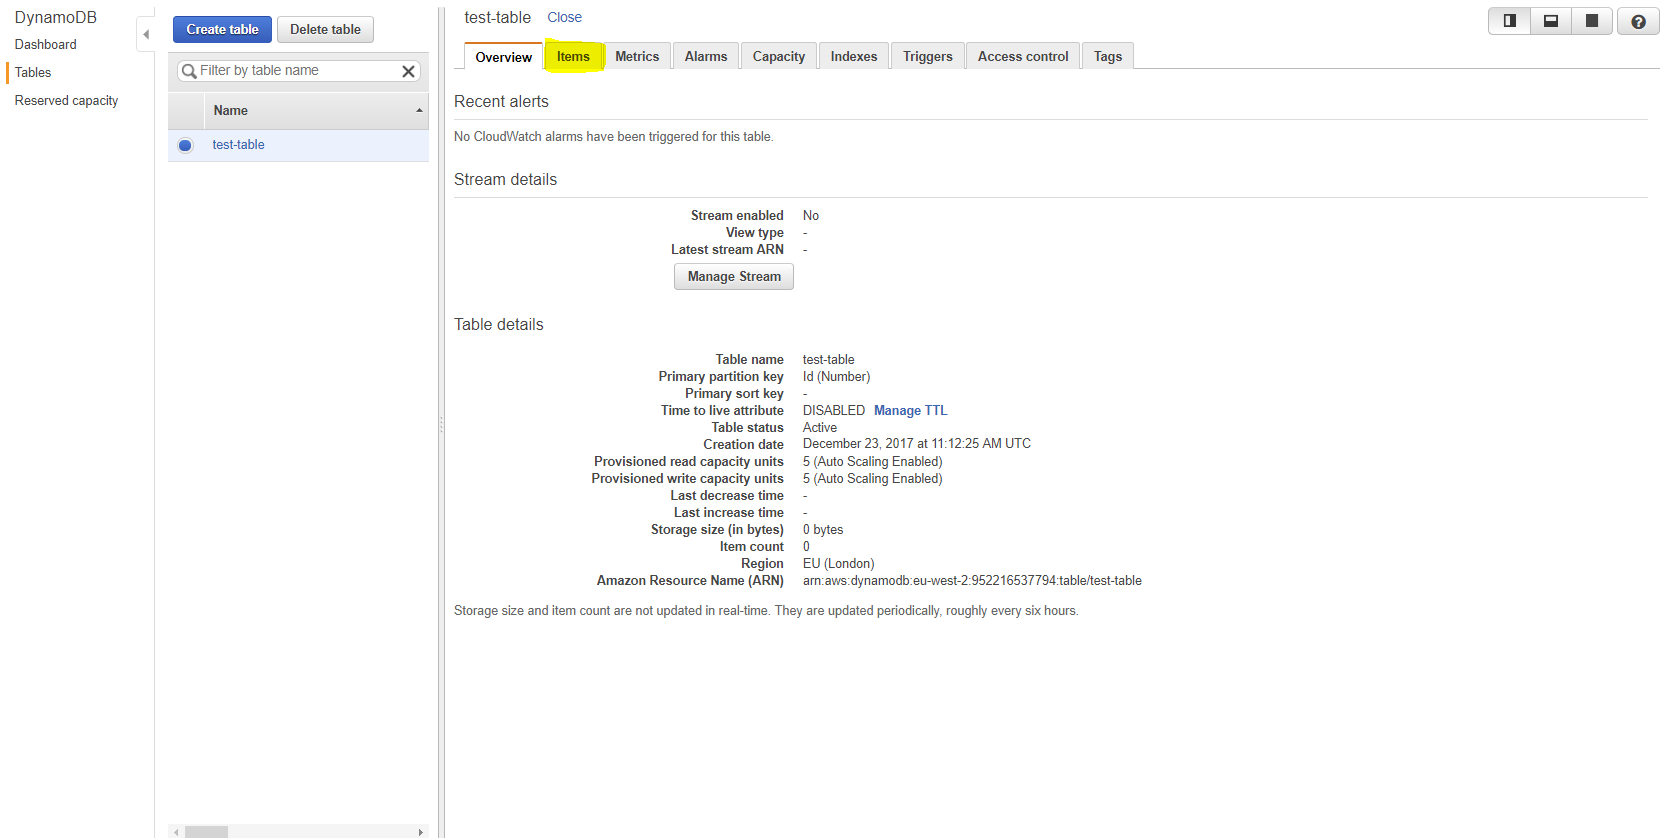 DynamoDB
Dashboard
Tables
Reserved capacity
Create table
Delete table
Filter by table name
Name
test-table
test-table Close
Overview Items Metrics Alarms Capacity Indexes Triggers Access control Tags
Recent alerts
No CloudWatch alarms have been triggered for this table.
Stream details
Stream enabled No
View type -
Latest stream ARN -
Manage Stream
Table details
Table name test-table
Primary partition key Id (Number)
Primary sort key -
Time to live attribute DISABLED Manage TTL
Table status Active
Creation date December 23, 2017 at 11:12:25 AM UTC
Provisioned read capacity units 5 (Auto Scaling Enabled)
Provisioned write capacity units 5 (Auto Scaling Enabled)
Last decrease time -
Last increase time -
Storage size (in bytes) 0 bytes
Item count 0
Region EU (London)
Amazon Resource Name (ARN) arn:aws:dynamodb:eu-west-2:952216537794:table/test-table
Storage size and item count are not updated in real-time. They are updated periodically, roughly every six hours.